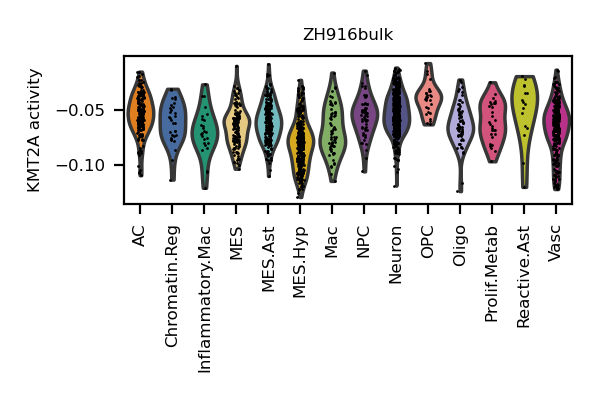 ZH916bulk
KMT2A activity
−0.05
−0.10
AC
Chromatin.Reg
Inflammatory.Mac
MES
MES.Ast
MES.Hyp
Mac
NPC
Neuron
OPC
Oligo
Prolif.Metab
Reactive.Ast
Vasc